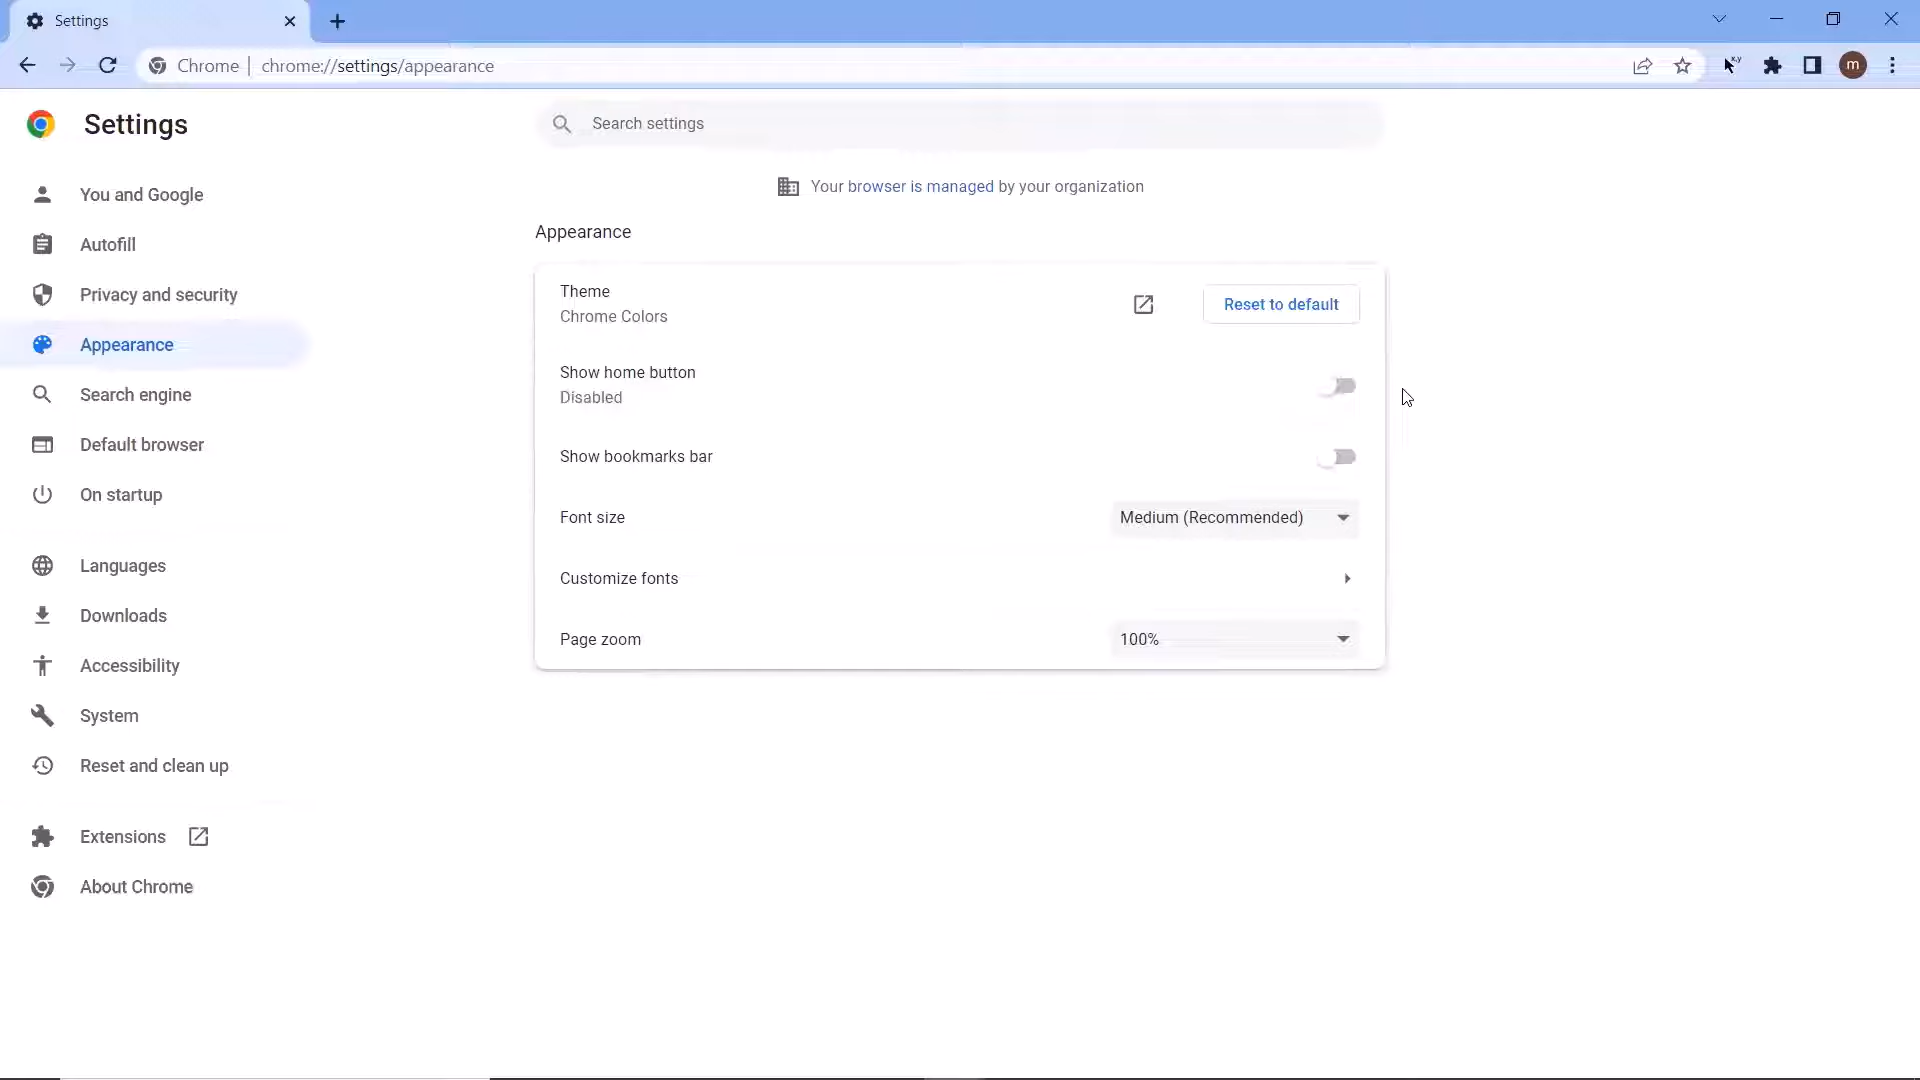 Settings
Chrome | chrome://settings/appearance
x,y
m
Settings
Search settings
You and Google
Autofill
Privacy and security
Appearance
Search engine
Default browser
On startup
Languages
Downloads
Accessibility
System
Reset and clean up
Extensions
About Chrome
Your browser is managed by your organization
Appearance
Theme
Chrome Colors
Reset to default
Show home button
Disabled
Show bookmarks bar
Font size
Medium (Recommended)
Customize fonts
Page zoom
100%